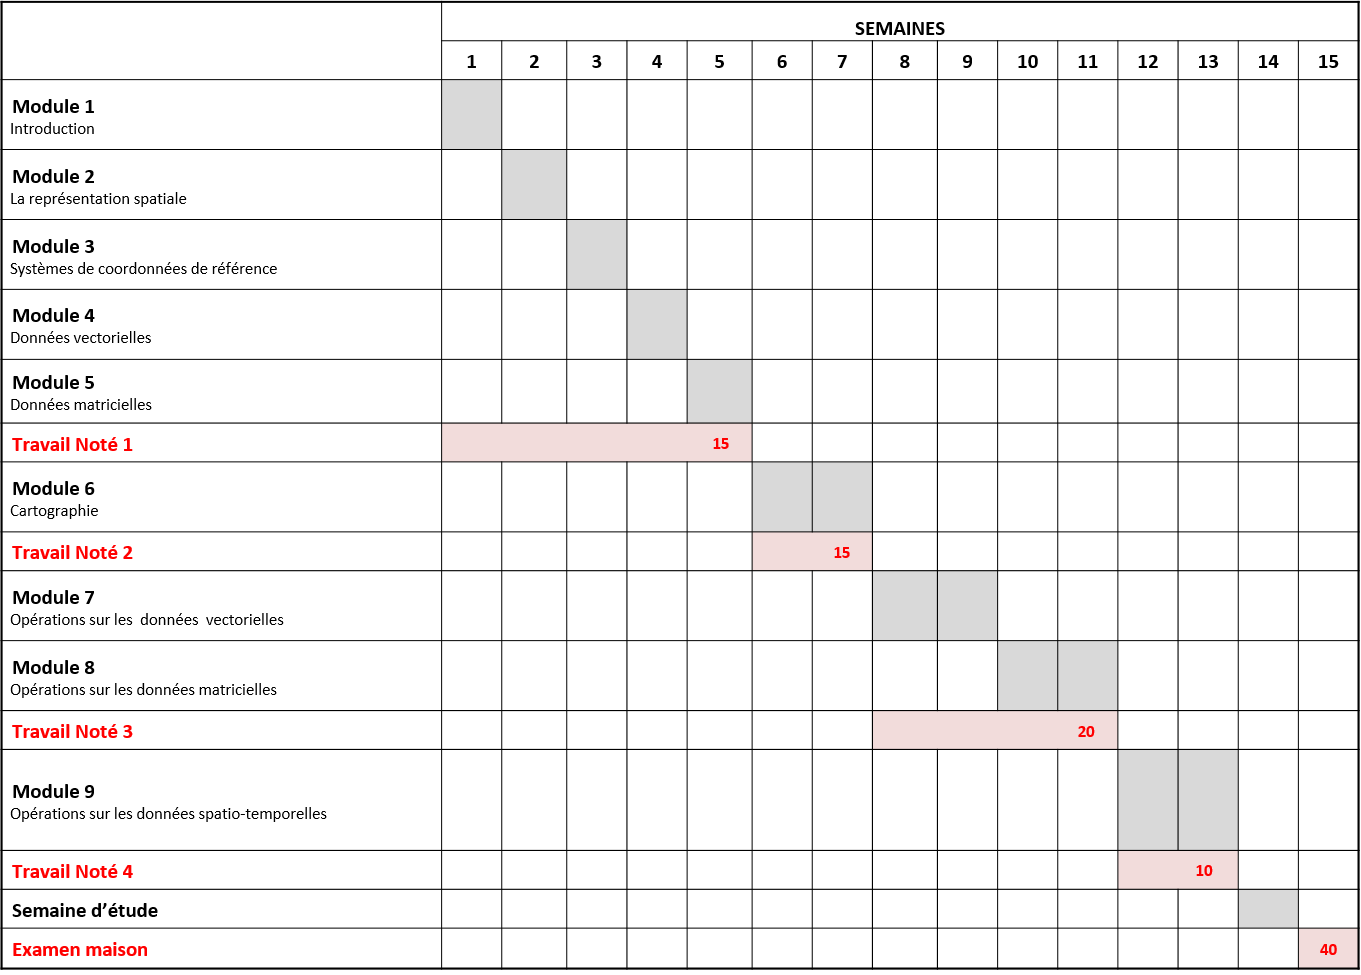 SEMAINES
1 2 3 4 5 6 7 8 9 10 11 12 13 14 15
Module 1
Introduction
Module 2
La représentation spatiale
Module 3
Systèmes de coordonnées de référence
Module 4
Données vectorielles
Module 5
Données matricielles
Travail Noté 1 15
Module 6
Cartographie
Travail Noté 2 15
Module 7
Opérations sur les données vectorielles
Module 8
Opérations sur les données matricielles
Travail Noté 3 20
Module 9
Opérations sur les données spatio-temporelles
Travail Noté 4 10
Semaine d’étude
Examen maison 40